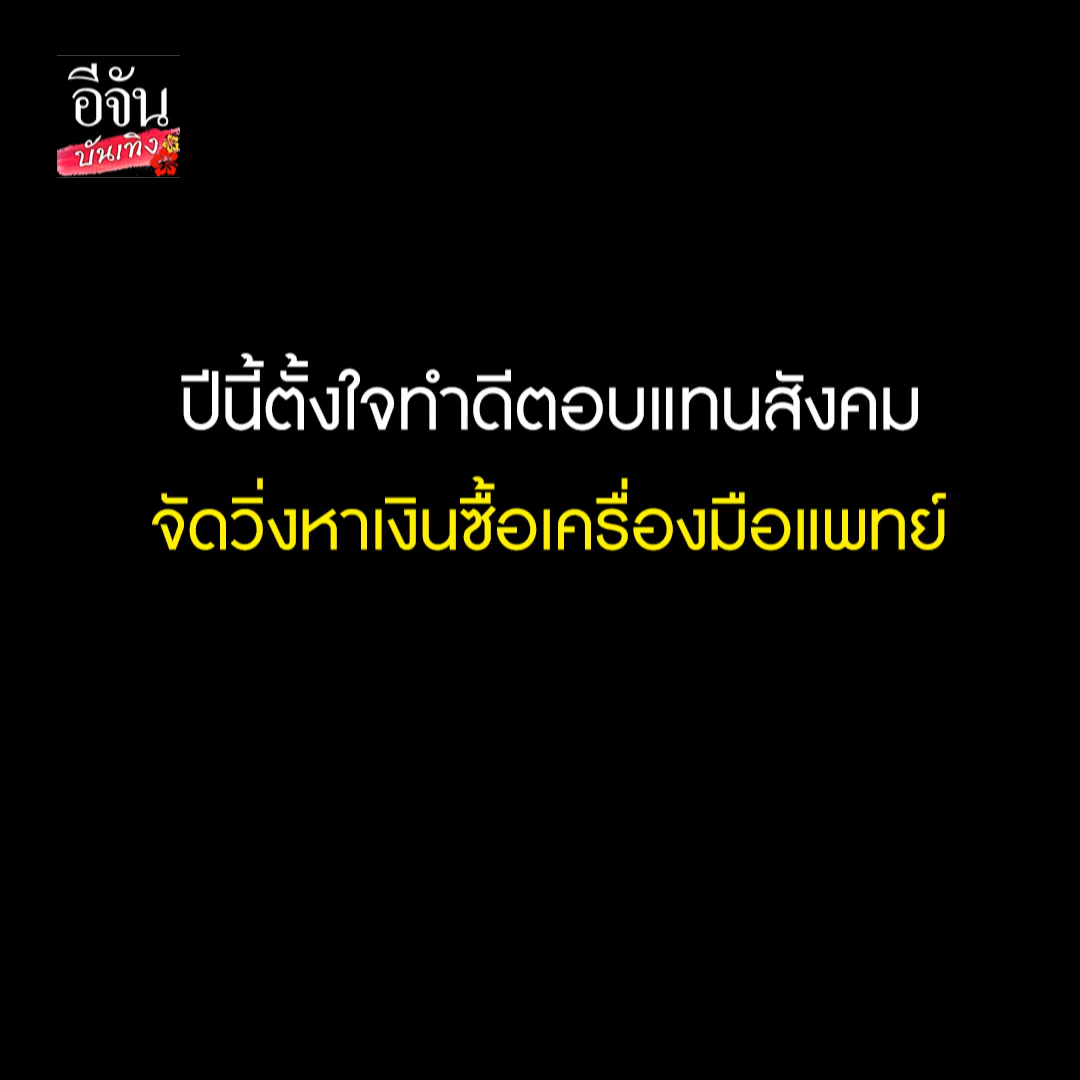 อีจัน
บันเทิง
ปีนี้ตั้งใจทำดีตอบแทนสังคม
จัดวิ่งหาเงินซื้อเครื่องมือแพทย์